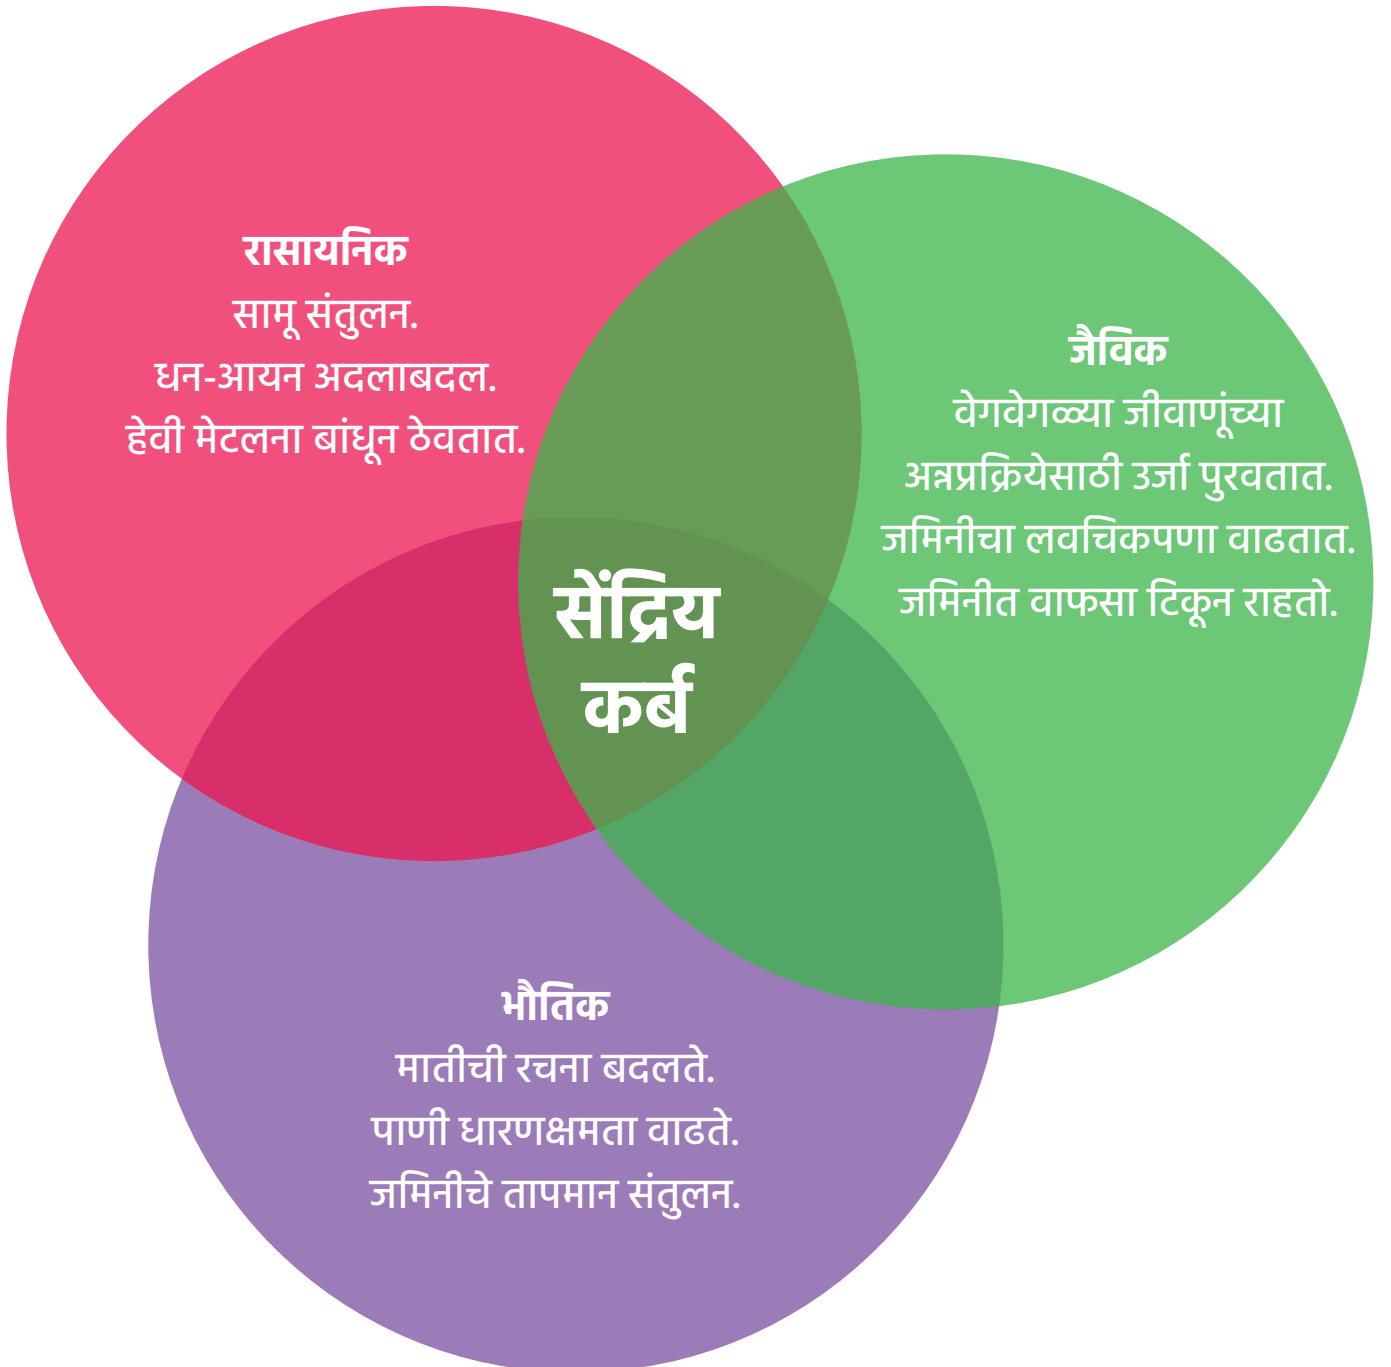 रासायनिक
सामू संतुलन.
धन-आयन अदलाबदल.
हेवी मेटलना बांधून ठेवतात.
जैविक
वेगवेगळ्या जीवाणूंच्या
अन्नप्रक्रियेसाठी उर्जा पुरवतात.
जमिनीचा लवचिकपणा वाढतात.
जमिनीत वाफसा टिकून राहतो.
सेंद्रिय
कर्ब
भौतिक
मातीची रचना बदलते.
पाणी धारणक्षमता वाढते.
जमिनीचे तापमान संतुलन.